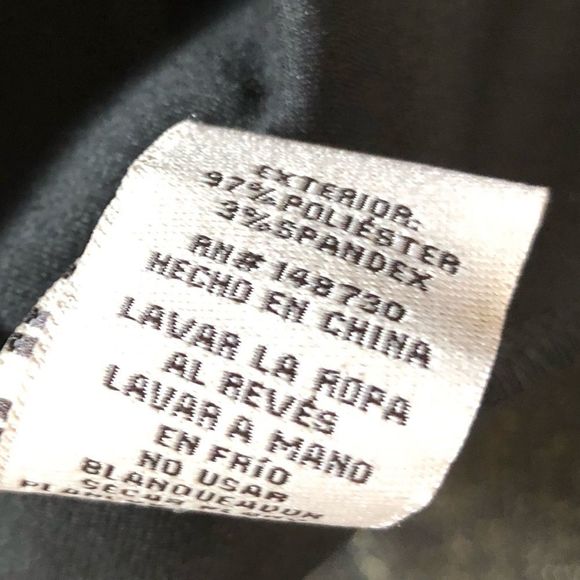 EXTERIOR:
97% POLIÉSTER
3% SPANDEX
RN# 148730
HECHO EN CHINA
LAVAR LA ROPA
AL REVÉS
LAVAR A MANO
EN FRÍO
NO USAR
BLANQUEADOR
SECAR